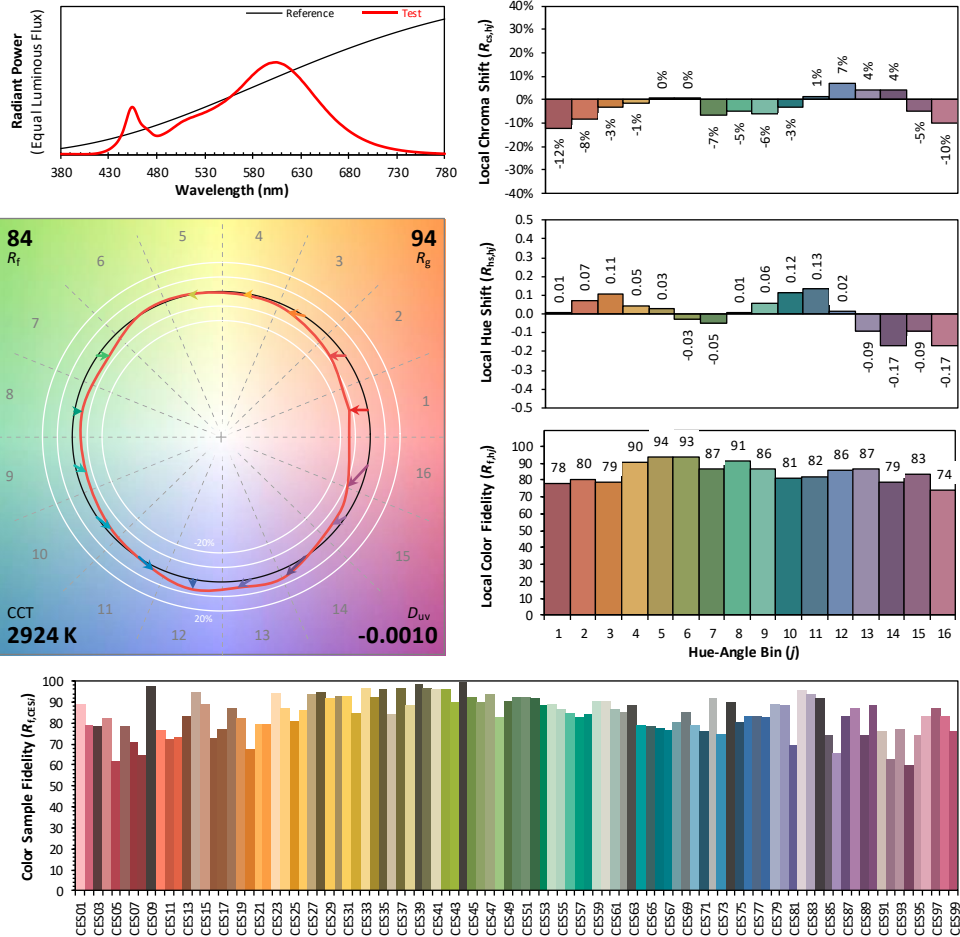 Reference
Test
Radiant Power
(Equal Luminous Flux)
380 430 480 530 580 630 680 730 780
Wavelength (nm)
Local Chroma Shift (Rcs,hj)
40%
30%
20%
10%
0%
-10%
-20%
-30%
-40%
-12% -8% -3% -1% 0% 0% -7% -5% -6% -3% 1% 7% 4% 4% -5% -10%
84
Rf
94
Rg
5 4
6 3
7 2
8 1
9 16
10 15
11 14
12 13
-20%
20%
CCT
2924 K
Duv
-0.0010
Local Hue Shift (Rhs,hj)
0.5
0.4
0.3
0.2
0.1
0.0
-0.1
-0.2
-0.3
-0.4
-0.5
0.01 0.07 0.11 0.05 0.03 -0.03 -0.05 0.01 0.06 0.12 0.13 0.02 -0.09 -0.17 -0.09 -0.17
Local Color Fidelity (Rf,hj)
100
90
80
70
60
50
40
30
20
10
0
78 80 79 90 94 93 87 91 86 81 82 86 87 79 83 74
1 2 3 4 5 6 7 8 9 10 11 12 13 14 15 16
Hue-Angle Bin (j)
Color Sample Fidelity (Rf,CESi)
100
90
80
70
60
50
40
30
20
10
0
CES01 CES03 CES05 CES07 CES09 CES11 CES13 CES15 CES17 CES19 CES21 CES23 CES25 CES27 CES29 CES31 CES33 CES35 CES37 CES39 CES41 CES43 CES45 CES47 CES49 CES51 CES53 CES55 CES57 CES59 CES61 CES63 CES65 CES67 CES69 CES71 CES73 CES75 CES77 CES79 CES81 CES83 CES85 CES87 CES89 CES91 CES93 CES95 CES97 CES99